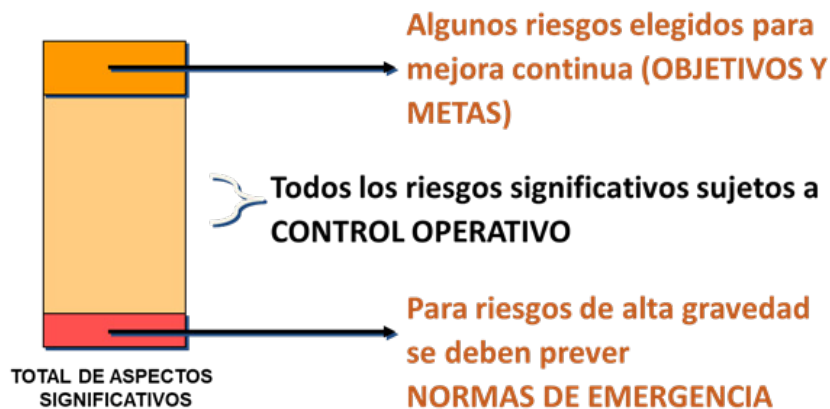 Algunos riesgos elegidos para
mejora continua (OBJETIVOS Y
METAS)
Todos los riesgos significativos sujetos a
CONTROL OPERATIVO
Para riesgos de alta gravedad
se deben prever
NORMAS DE EMERGENCIA
TOTAL DE ASPECTOS
SIGNIFICATIVOS